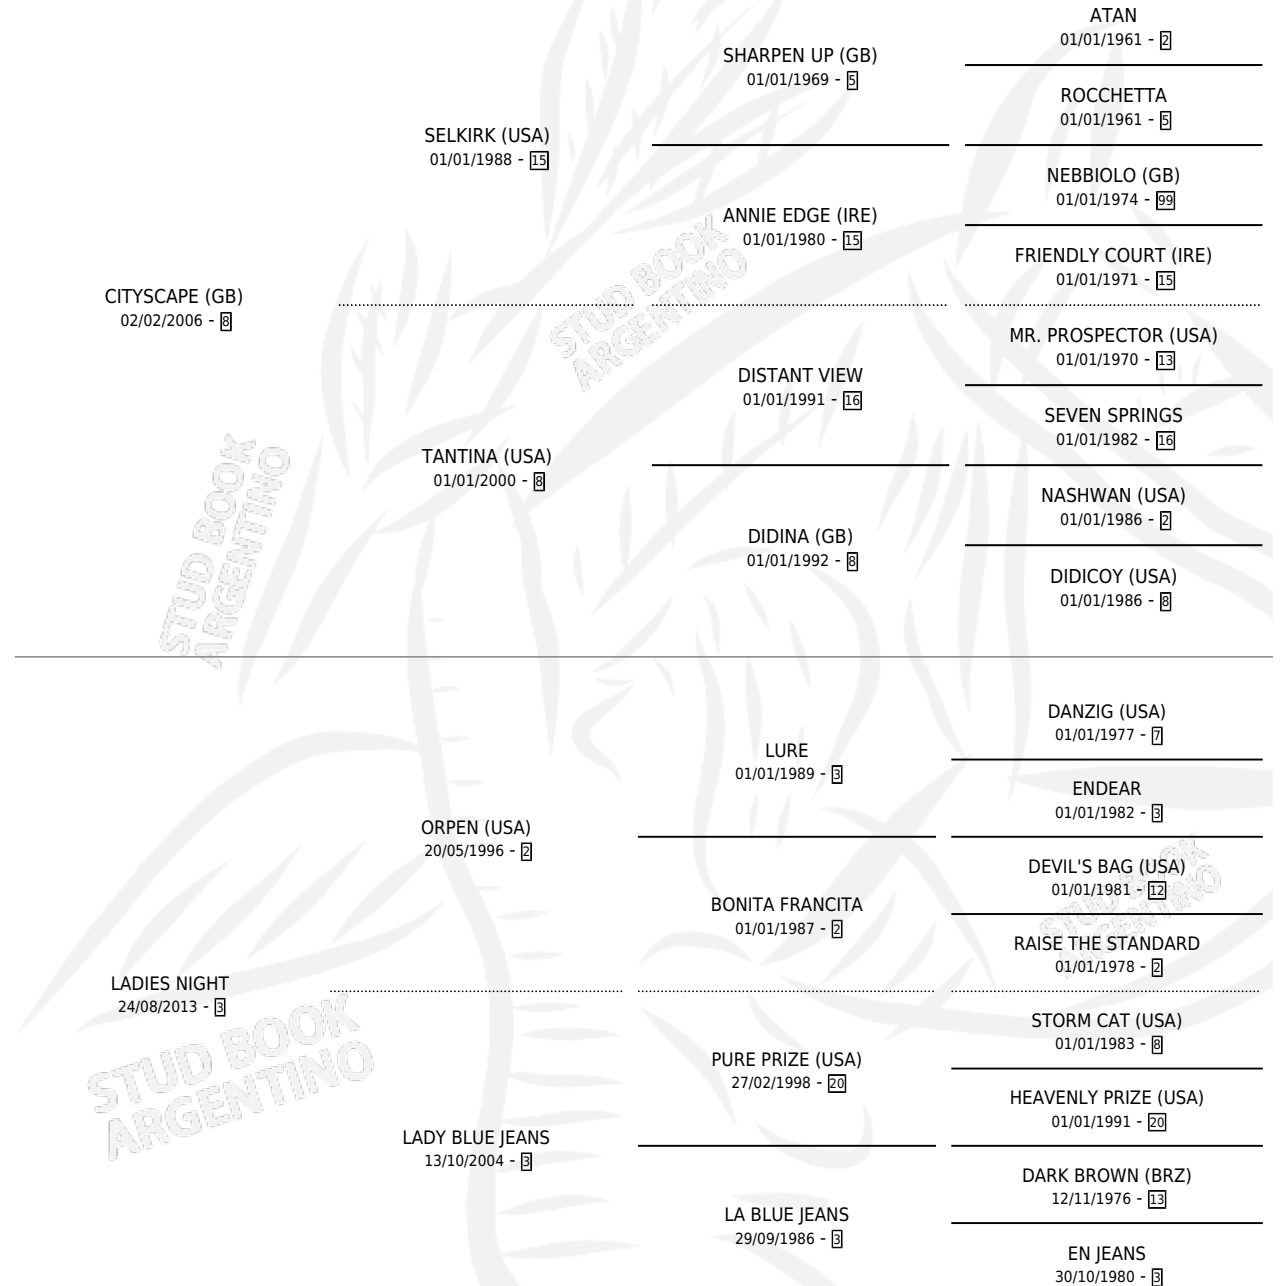 ATAN
01/01/1961 - 2
SHARPEN UP (GB)
01/01/1969 - 5
ROCCHETTA
01/01/1961 - 5
SELKIRK (USA)
01/01/1988 - 15
NEBBIOLO (GB)
01/01/1974 - 99
ANNIE EDGE (IRE)
01/01/1980 - 15
FRIENDLY COURT (IRE)
01/01/1971 - 15
CITYSCAPE (GB)
02/02/2006 - 8
MR. PROSPECTOR (USA)
01/01/1970 - 13
DISTANT VIEW
01/01/1991 - 16
SEVEN SPRINGS
01/01/1982 - 16
TANTINA (USA)
01/01/2000 - 8
NASHWAN (USA)
01/01/1986 - 2
DIDINA (GB)
01/01/1992 - 8
DIDICOY (USA)
01/01/1986 - 8
DANZIG (USA)
01/01/1977 - 7
LURE
01/01/1989 - 3
ENDEAR
01/01/1982 - 3
ORPEN (USA)
20/05/1996 - 2
DEVIL'S BAG (USA)
01/01/1981 - 12
BONITA FRANCITA
01/01/1987 - 2
RAISE THE STANDARD
01/01/1978 - 2
LADIES NIGHT
24/08/2013 - 3
STORM CAT (USA)
01/01/1983 - 8
PURE PRIZE (USA)
27/02/1998 - 20
HEAVENLY PRIZE (USA)
01/01/1991 - 20
LADY BLUE JEANS
13/10/2004 - 3
DARK BROWN (BRZ)
12/11/1976 - 13
LA BLUE JEANS
29/09/1986 - 3
EN JEANS
30/10/1980 - 3
STUD BOOK
ARGENTINO
STUD BOOK
ARGENTINO
STUD BOOK
ARGENTINO
STUD BOOK
ARGENTINO